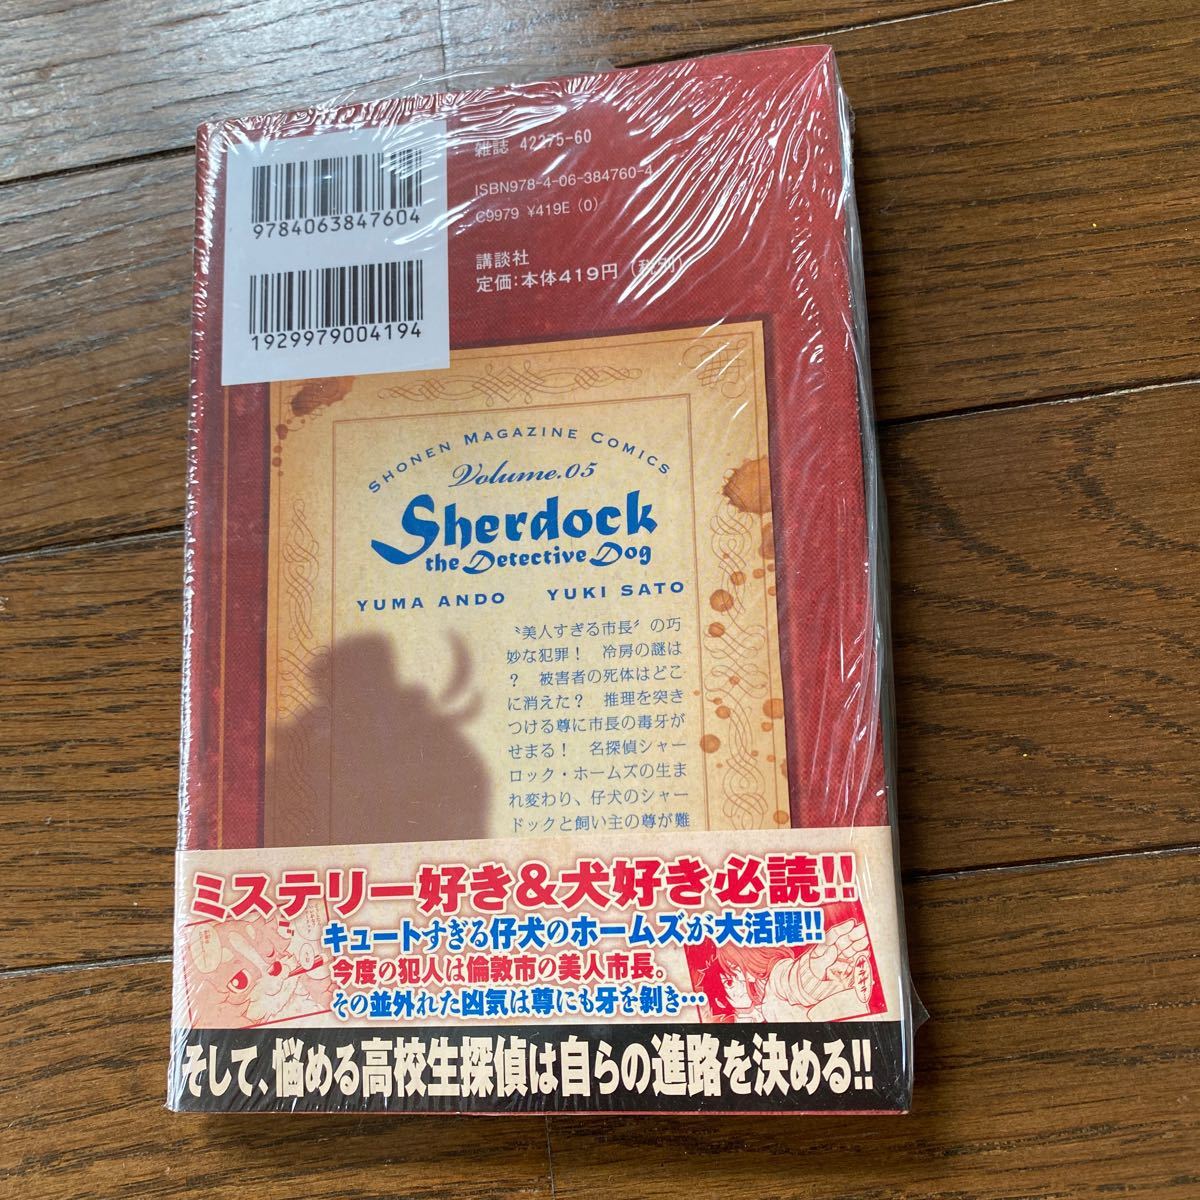 9784063847604
1929979004194
雑誌 42275-60
ISBN978-4-06-384760-4
C9979 ¥419E (0)
講談社
定価:本体419円(税別)
SHONEN MAGAZINE COMICS
Volume.05
Sherdock
the Detective Dog
YUMA ANDO YUKI SATO
〝美人すぎる市長〟の巧
妙な犯罪! 冷房の謎は
? 被害者の死体はどこ
に消えた? 推理を突き
つける尊に市長の毒牙が
せまる! 名探偵シャー
ロック・ホームズの生ま
れ変わり、仔犬のシャー
ドックと飼い主の尊が難
ミステリー好き&犬好き必読!!
キュートすぎる仔犬のホームズが大活躍!!
今度の犯人は倫敦市の美人市長。
その並外れた凶気は尊にも牙を剝き…
そして、悩める高校生探偵は自らの進路を決める!!